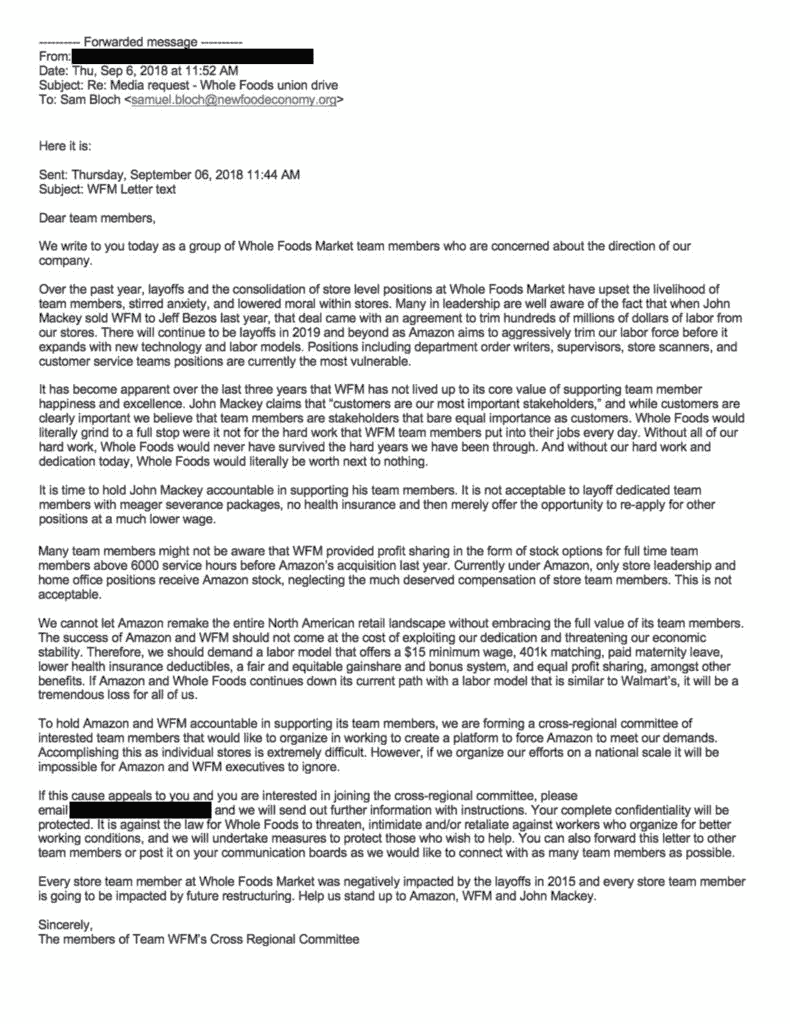 ---------- Forwarded message ----------
From:
Date: Thu, Sep 6, 2018 at 11:52 AM
Subject: Re: Media request - Whole Foods union drive
To: Sam Bloch <samuel.bloch@newfoodeconomy.org>
Here it is:
Sent: Thursday, September 06, 2018 11:44 AM
Subject: WFM Letter text
Dear team members,
We write to you today as a group of Whole Foods Market team members who are concerned about the direction of our
company.
Over the past year, layoffs and the consolidation of store level positions at Whole Foods Market have upset the livelihood of
team members, stirred anxiety, and lowered moral within stores. Many in leadership are well aware of the fact that when John
Mackey sold WFM to Jeff Bezos last year, that deal came with an agreement to trim hundreds of millions of dollars of labor from
our stores. There will continue to be layoffs in 2019 and beyond as Amazon aims to aggressively trim our labor force before it
expands with new technology and labor models. Positions including department order writers, supervisors, store scanners, and
customer service teams positions are currently the most vulnerable.
It has become apparent over the last three years that WFM has not lived up to its core value of supporting team member
happiness and excellence. John Mackey claims that “customers are our most important stakeholders,” and while customers are
clearly important we believe that team members are stakeholders that bare equal importance as customers. Whole Foods would
literally grind to a full stop were it not for the hard work that WFM team members put into their jobs every day. Without all of our
hard work, Whole Foods would never have survived the hard years we have been through. And without our hard work and
dedication today, Whole Foods would literally be worth next to nothing.
It is time to hold John Mackey accountable in supporting his team members. It is not acceptable to layoff dedicated team
members with meager severance packages, no health insurance and then merely offer the opportunity to re-apply for other
positions at a much lower wage.
Many team members might not be aware that WFM provided profit sharing in the form of stock options for full time team
members above 6000 service hours before Amazon’s acquisition last year. Currently under Amazon, only store leadership and
home office positions receive Amazon stock, neglecting the much deserved compensation of store team members. This is not
acceptable.
We cannot let Amazon remake the entire North American retail landscape without embracing the full value of its team members.
The success of Amazon and WFM should not come at the cost of exploiting our dedication and threatening our economic
stability. Therefore, we should demand a labor model that offers a $15 minimum wage, 401k matching, paid maternity leave,
lower health insurance deductibles, a fair and equitable gainshare and bonus system, and equal profit sharing, amongst other
benefits. If Amazon and Whole Foods continues down its current path with a labor model that is similar to Walmart’s, it will be a
tremendous loss for all of us.
To hold Amazon and WFM accountable in supporting its team members, we are forming a cross-regional committee of
interested team members that would like to organize in working to create a platform to force Amazon to meet our demands.
Accomplishing this as individual stores is extremely difficult. However, if we organize our efforts on a national scale it will be
impossible for Amazon and WFM executives to ignore.
If this cause appeals to you and you are interested in joining the cross-regional committee, please
email and we will send out further information with instructions. Your complete confidentiality will be
protected. It is against the law for Whole Foods to threaten, intimidate and/or retaliate against workers who organize for better
working conditions, and we will undertake measures to protect those who wish to help. You can also forward this letter to other
team members or post it on your communication boards as we would like to connect with as many team members as possible.
Every store team member at Whole Foods Market was negatively impacted by the layoffs in 2015 and every store team member
is going to be impacted by future restructuring. Help us stand up to Amazon, WFM and John Mackey.
Sincerely,
The members of Team WFM’s Cross Regional Committee